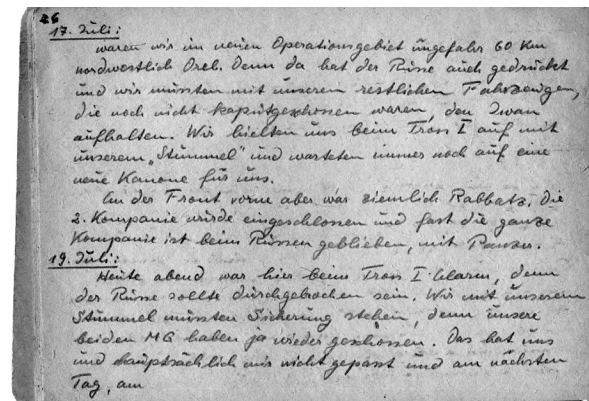 26
17. Juli:
waren wir im neuen Operationsgebiet ungefähr 60 Km
nordwestlich Orel. Denn da hat der Russe auch gedrückt
und wir müssten mit unseren restlichen Fahrzeugen,
die noch nicht kaputgeschossen waren, den Iwan
aufhalten. Wir hielten uns beim Tross I auf mit
unserem „Stummel" und warteten immer noch auf eine
neue Kanone für uns.
An der Front vorne aber war ziemlich Rabbatz. Die
2. Kompanie wurde eingeschlossen und fast die ganze
Kompanie ist beim Russen geblieben, mit Panzer.
19. Juli:
Heute abend war hier beim Tross I Alarm, denn
der Russe sollte durchgebrochen sein. Wir mit unserem
Stummel müssten Sicherung stehen, denn unsere
beiden MG haben ja wieder geschossen. Das hat uns
und hauptsächlich mir nicht gepasst und am nächsten
Tag, am